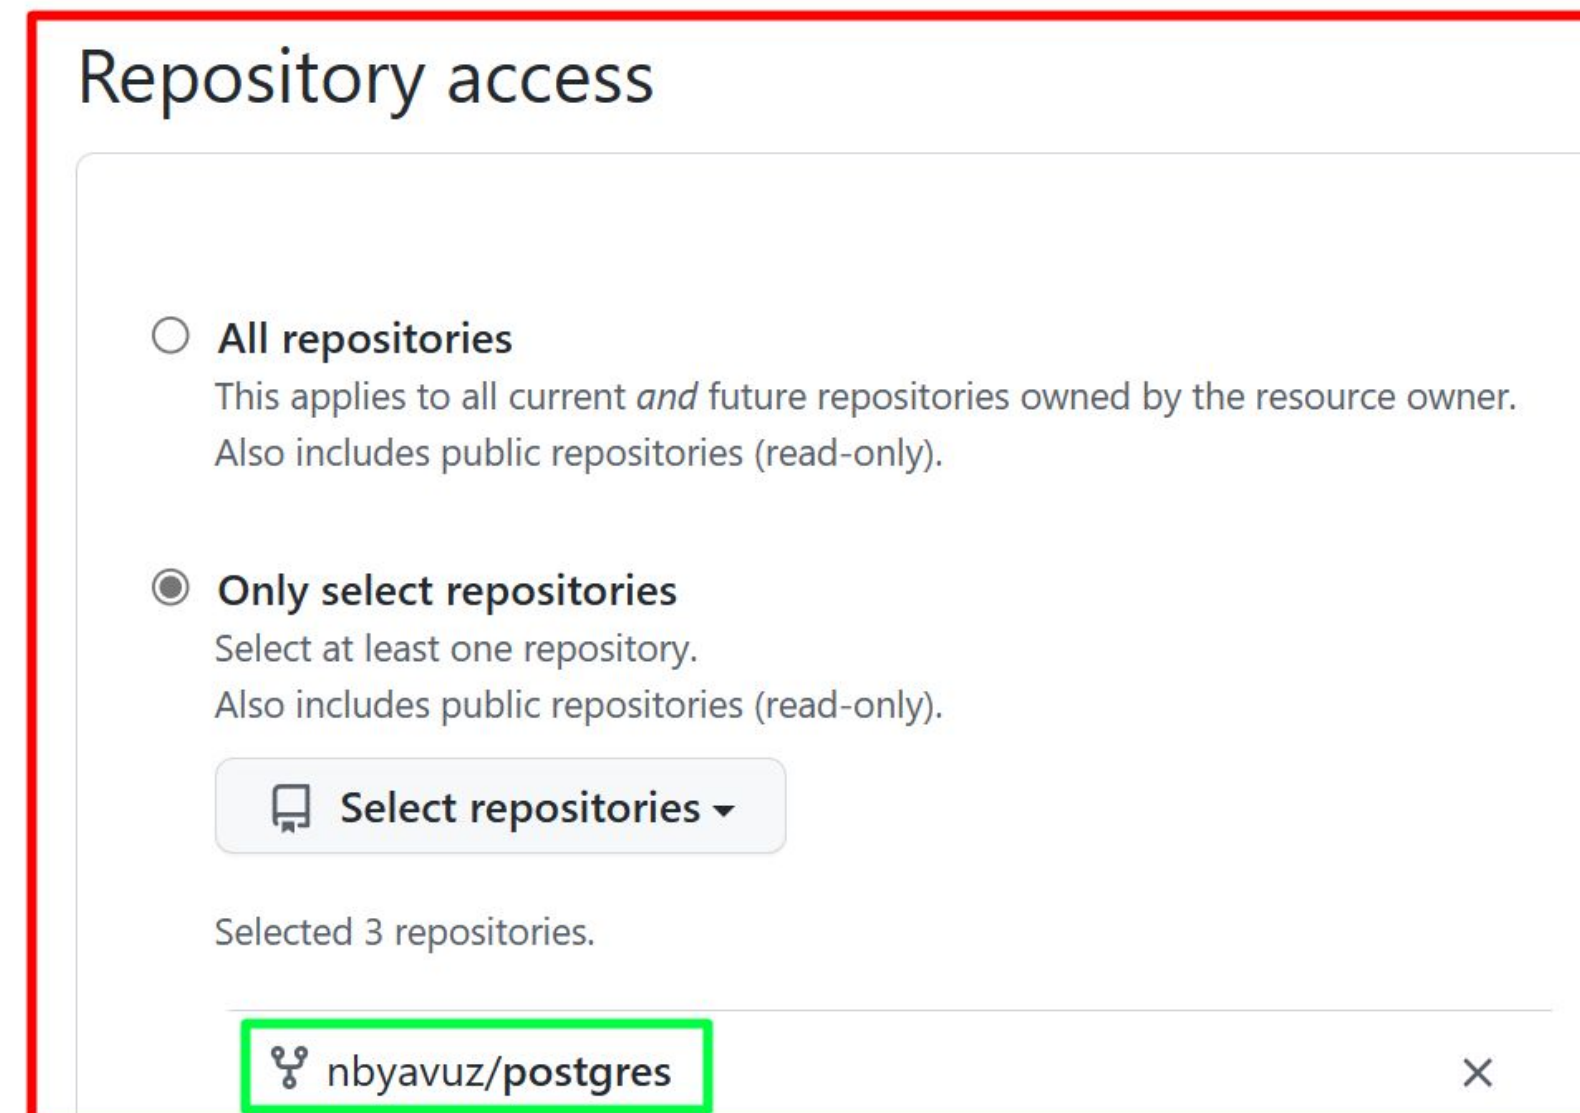 Repository access
All repositories
This applies to all current and future repositories owned by the resource owner.
Also includes public repositories (read-only).
Only select repositories
Select at least one repository.
Also includes public repositories (read-only).
Select repositories
Selected 3 repositories.
nbyavuz/postgres